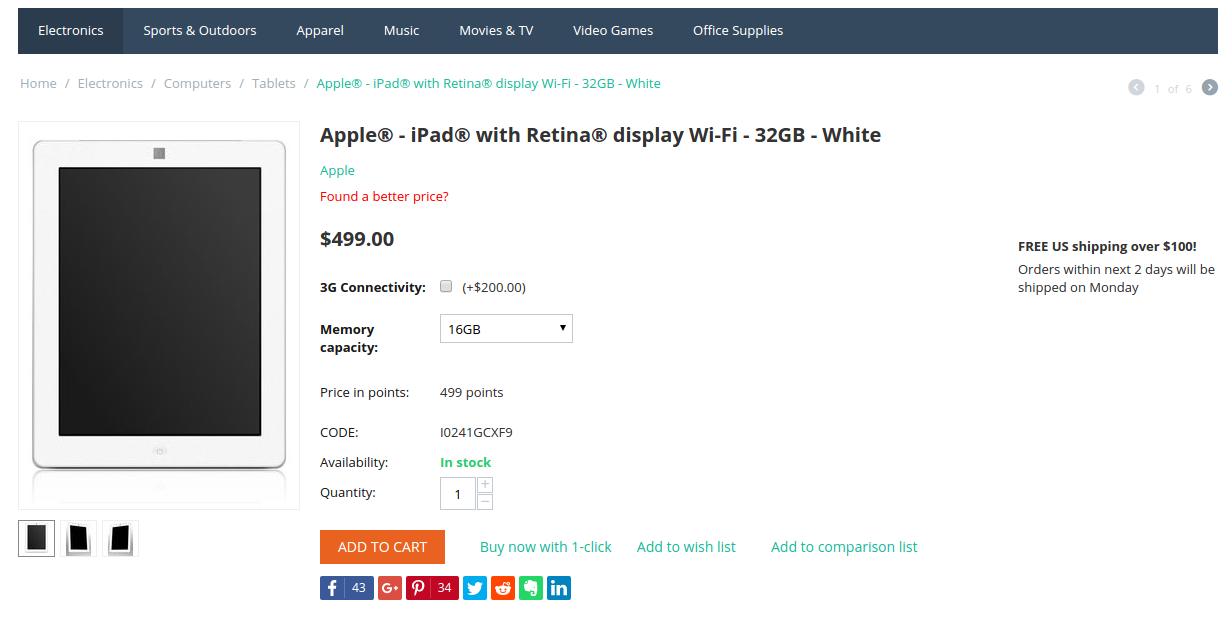 Electronics Sports & Outdoors Apparel Music Movies & TV Video Games Office Supplies
Home / Electronics / Computers / Tablets / Apple® - iPad® with Retina® display Wi-Fi - 32GB - White
1 of 6
Apple® - iPad® with Retina® display Wi-Fi - 32GB - White
Apple
Found a better price?
$499.00
FREE US shipping over $100!
Orders within next 2 days will be
shipped on Monday
3G Connectivity: (+$200.00)
Memory
capacity:
16GB
Price in points: 499 points
CODE: I0241GCXF9
Availability: In stock
Quantity: 1 + −
ADD TO CART Buy now with 1-click Add to wish list Add to comparison list
f 43 G+ 34 in